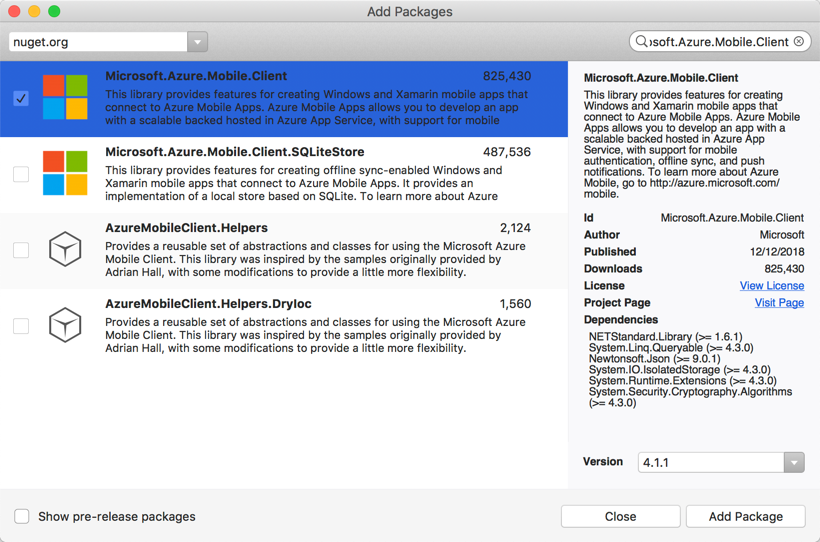 Add Packages
nuget.org
soft.Azure.Mobile.Client
Microsoft.Azure.Mobile.Client 825,430
This library provides features for creating Windows and Xamarin mobile apps that
connect to Azure Mobile Apps. Azure Mobile Apps allows you to develop an app
with a scalable backed hosted in Azure App Service, with support for mobile
Microsoft.Azure.Mobile.Client.SQLiteStore 487,536
This library provides features for creating offline sync-enabled Windows and
Xamarin mobile apps that connect to Azure Mobile Apps. It provides an
implementation of a local store based on SQLite. To learn more about Azure
AzureMobileClient.Helpers 2,124
Provides a reusable set of abstractions and classes for using the Microsoft Azure
Mobile Client. This library was inspired by the samples originally provided by
Adrian Hall, with some modifications to provide a little more flexibility.
AzureMobileClient.Helpers.DryIoc 1,560
Provides a reusable set of abstractions and classes for using the Microsoft Azure
Mobile Client. This library was inspired by the samples originally provided by
Adrian Hall, with some modifications to provide a little more flexibility.
Microsoft.Azure.Mobile.Client
This library provides features for creating
Windows and Xamarin mobile apps that
connect to Azure Mobile Apps. Azure Mobile
Apps allows you to develop an app with a
scalable backed hosted in Azure App
Service, with support for mobile
authentication, offline sync, and push
notifications. To learn more about Azure
Mobile, go to http://azure.microsoft.com/
mobile.
Id Microsoft.Azure.Mobile.Client
Author Microsoft
Published 12/12/2018
Downloads 825,430
License View License
Project Page Visit Page
Dependencies
NETStandard.Library (>= 1.6.1)
System.Linq.Queryable (>= 4.3.0)
Newtonsoft.Json (>= 9.0.1)
System.IO.IsolatedStorage (>= 4.3.0)
System.Runtime.Extensions (>= 4.3.0)
System.Security.Cryptography.Algorithms
(>= 4.3.0)
Version 4.1.1
Show pre-release packages
Close
Add Package